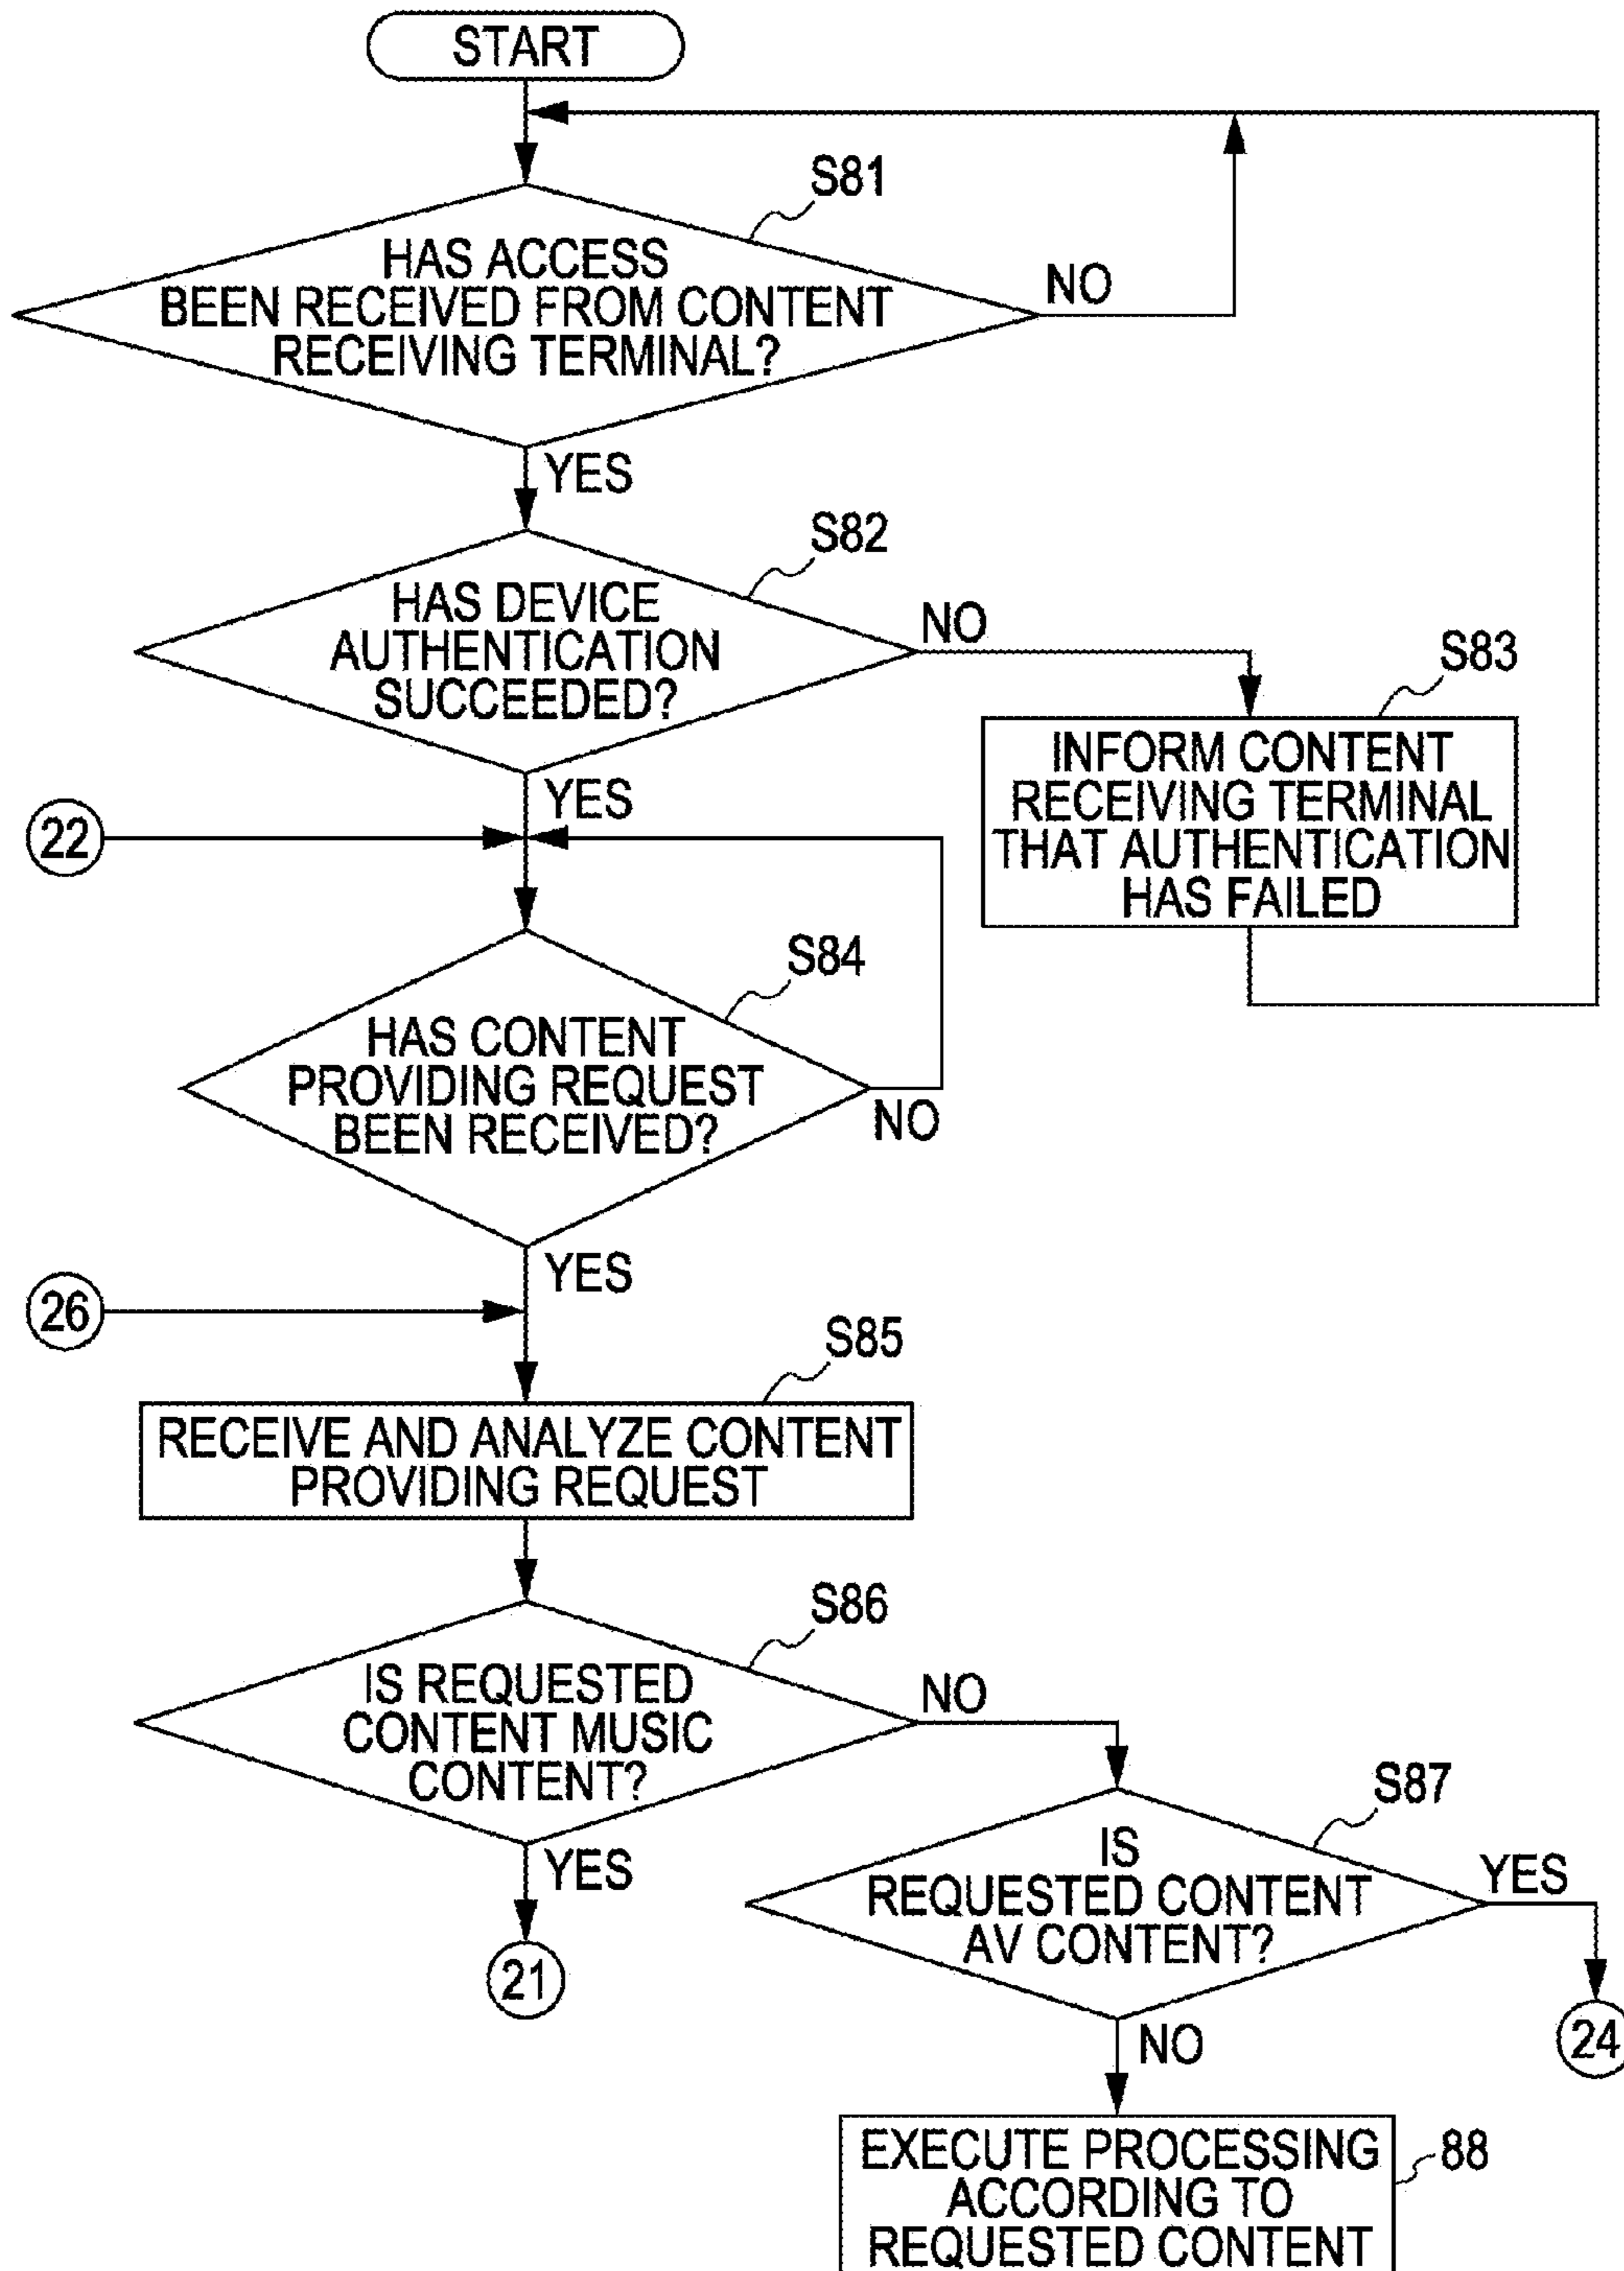 START
S81
HAS ACCESS
BEEN RECEIVED FROM CONTENT
RECEIVING TERMINAL?
NO
YES
S82
HAS DEVICE
AUTHENTICATION
SUCCEEDED?
NO
S83
INFORM CONTENT
RECEIVING TERMINAL
THAT AUTHENTICATION
HAS FAILED
YES
22
S84
HAS CONTENT
PROVIDING REQUEST
BEEN RECEIVED?
NO
YES
26
S85
RECEIVE AND ANALYZE CONTENT
PROVIDING REQUEST
S86
IS REQUESTED
CONTENT MUSIC
CONTENT?
NO
YES
21
S87
IS
REQUESTED CONTENT
AV CONTENT?
YES
24
NO
88
EXECUTE PROCESSING
ACCORDING TO
REQUESTED CONTENT